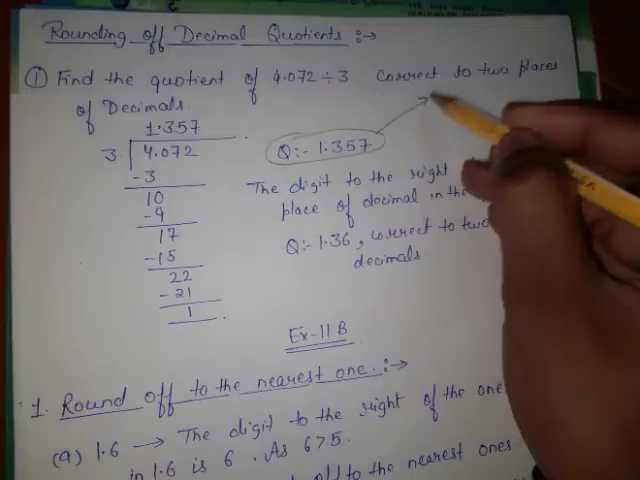 Rounding off Decimal Quotients :→
① Find the quotient of 4.072 ÷ 3 Correct to two places
of Decimals.
1.357
3 4.072
-3
10
-9
17
-15
22
-21
1
Q:- 1.357
The digit to the right
place of decimal in the
Q:- 1.36, correct to two
decimals.
Ex-11B
1. Round off to the nearest one. :→
(a) 1.6 → The digit to the right of the one
in 1.6 is 6. As 6>5.
off to the nearest ones